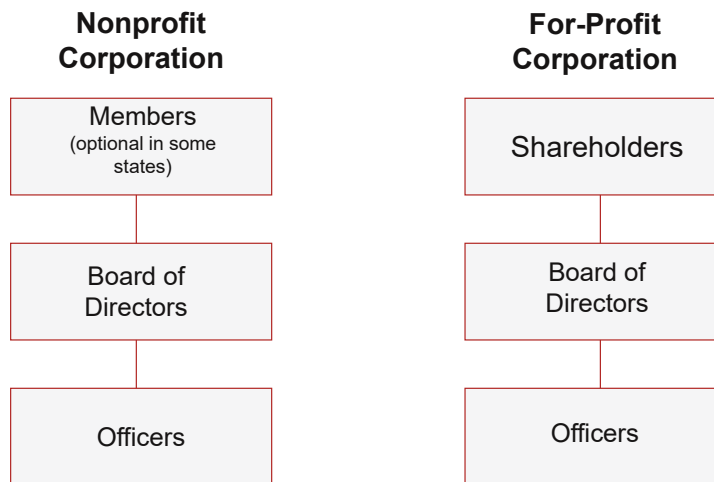 Nonprofit
Corporation
Members
(optional in some
states)
Board of
Directors
Officers
For-Profit
Corporation
Shareholders
Board of
Directors
Officers